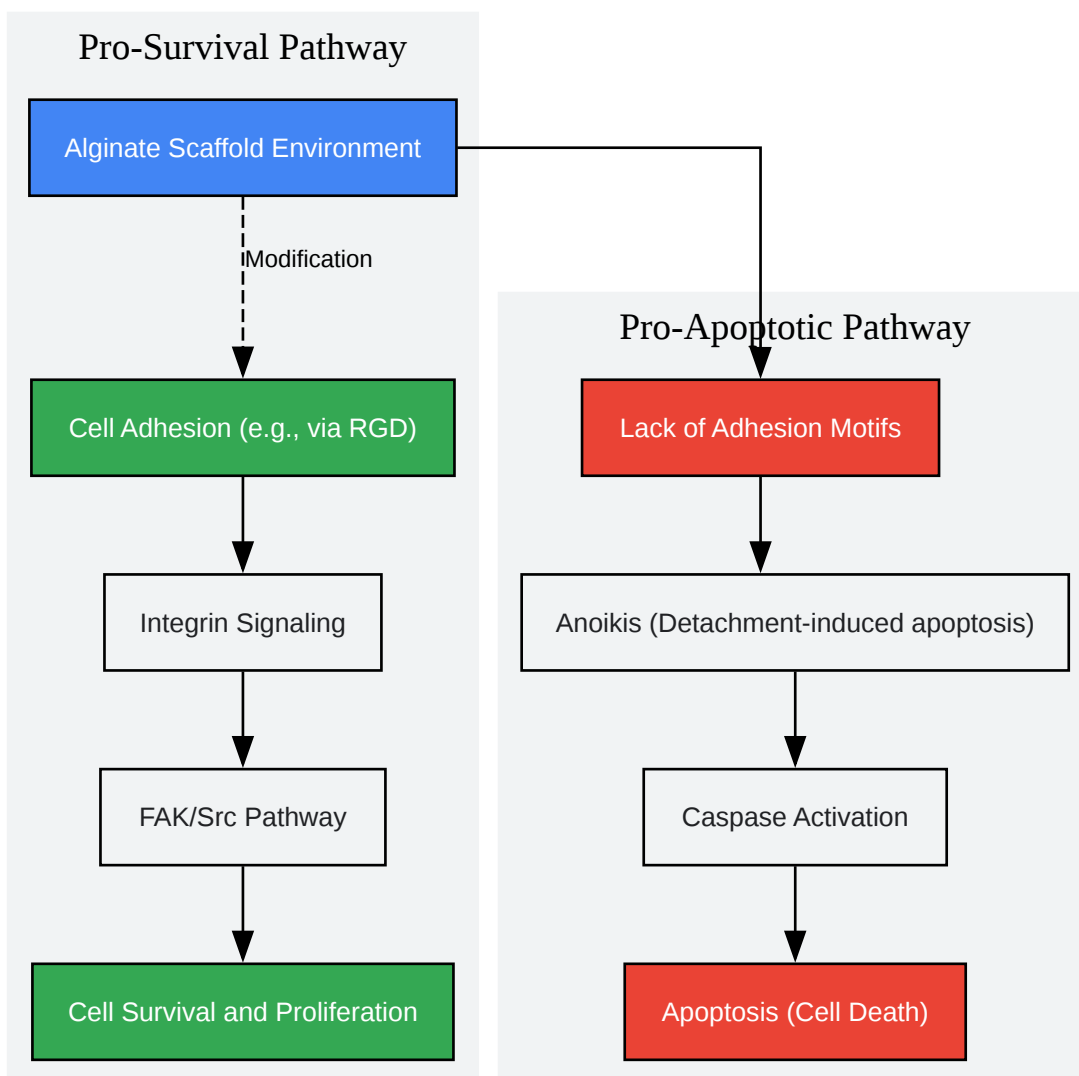 Pro-Survival Pathway
Alginate Scaffold Environment
Modification
Cell Adhesion (e.g., via RGD)
Integrin Signaling
FAK/Src Pathway
Cell Survival and Proliferation
Pro-Apoptotic Pathway
Lack of Adhesion Motifs
Anoikis (Detachment-induced apoptosis)
Caspase Activation
Apoptosis (Cell Death)